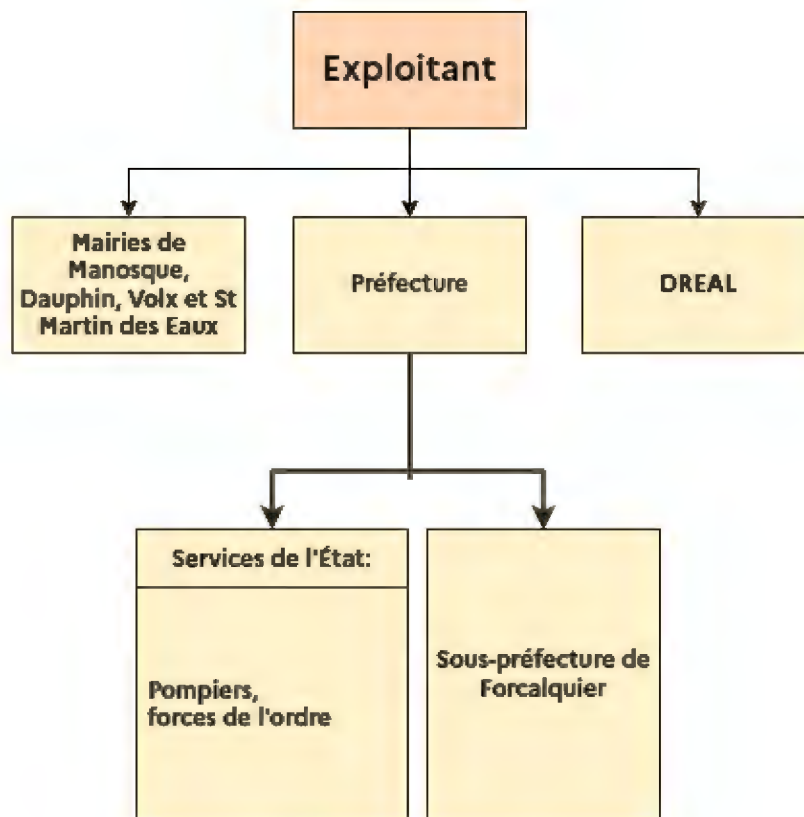 Exploitant
Mairies de
Manosque,
Dauphin, Volx et St
Martin des Eaux
Préfecture
DREAL
Services de l'État:
Pompiers,
forces de l'ordre
Sous-préfecture de
Forcalquier